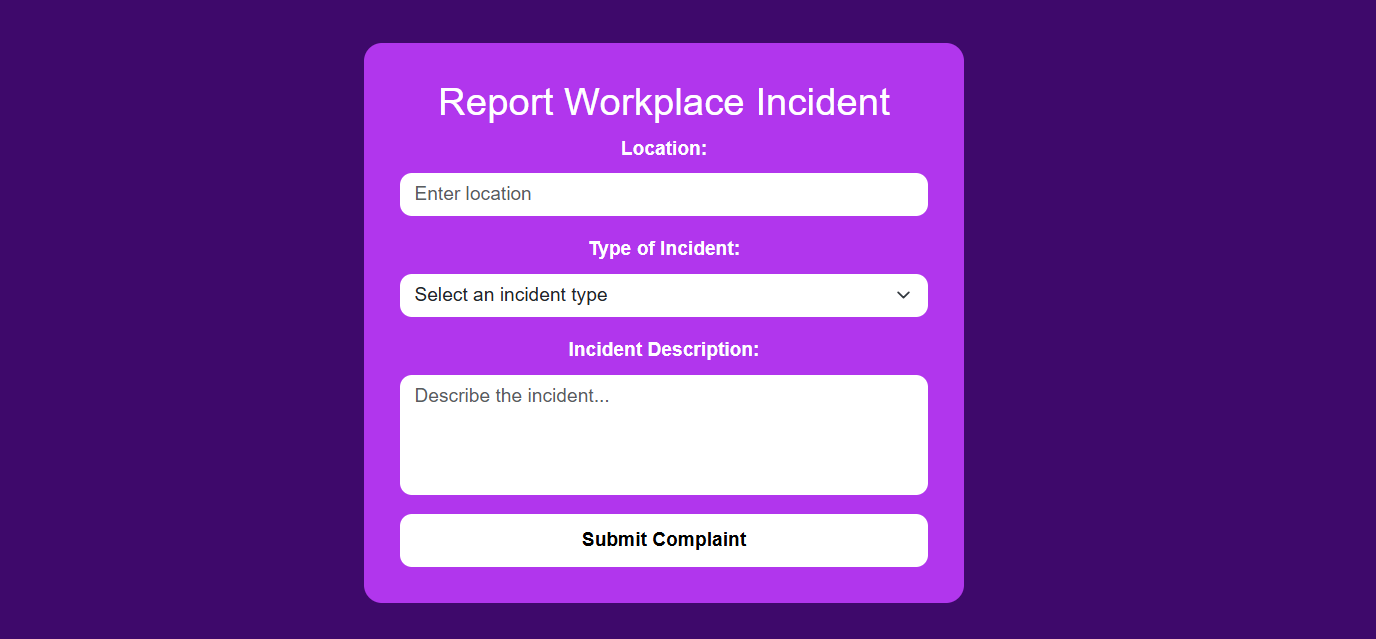 Report Workplace Incident
Location:
Enter location
Type of Incident:
Select an incident type
Incident Description:
Describe the incident...
Submit Complaint